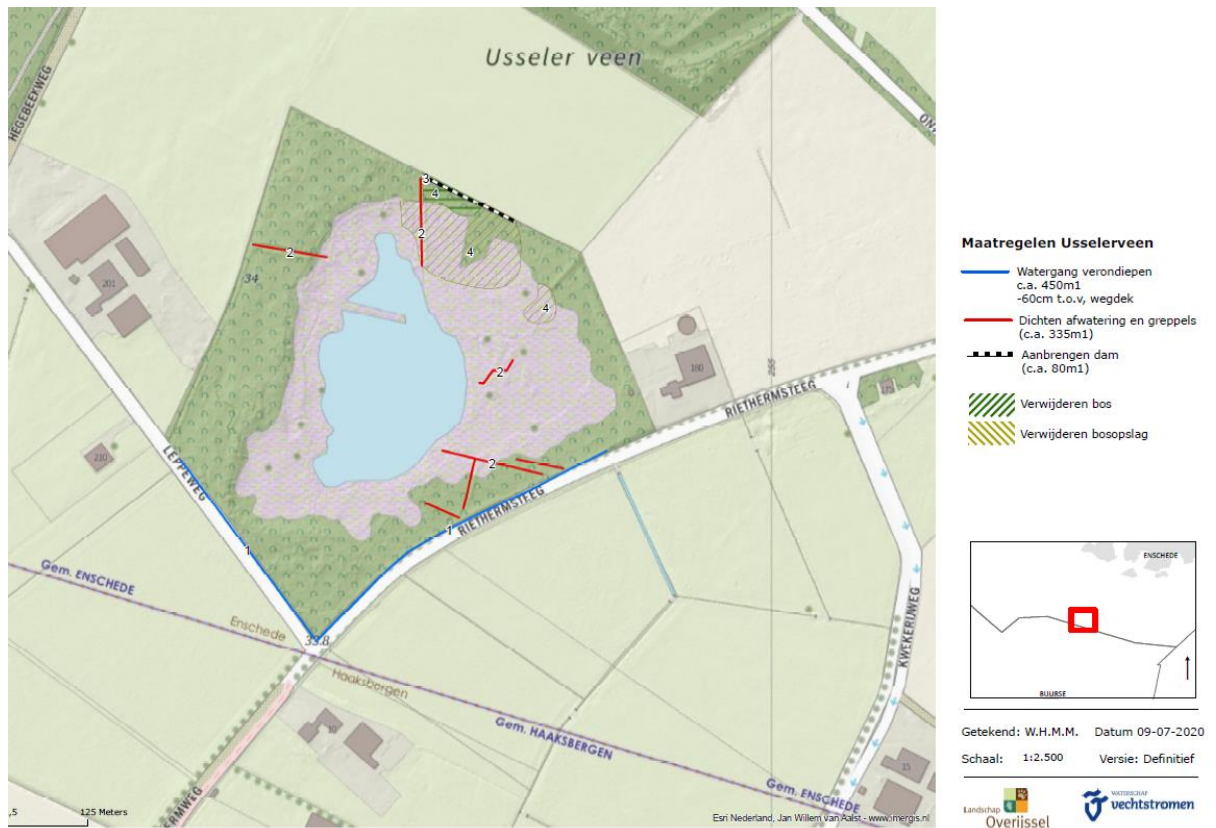 Usseler veen
HEGEBEEKWEG
3
4
2
2
4
201
34
4
160
255
2
RIETHERMSTEEG
210
LEPPEWEG
2
RIETHERMSTEEG
1
1
Gem. ENSCHEDE
Enschede
33.8
Haaksbergen
KWEKERIJWEG
Gem. HAAKSBERGEN
10
15
Gem. ENSCHEDE
125 Meters
Esri Nederland, Jan Willem van Aalst - www.imergis.nl
Maatregelen Usselerveen
Watergang verondiepen
c.a. 450m1
-60cm t.o.v, wegdek
Dichten afwatering en greppels
(c.a. 335m1)
Aanbrengen dam
(c.a. 80m1)
Verwijderen bos
Verwijderen bosopslag
ENSCHEDE
BUURSE
Getekend: W.H.M.M. Datum 09-07-2020
Schaal: 1:2.500 Versie: Definitief
Landschap
Overijssel
WATERSCHAP
vechtstromen